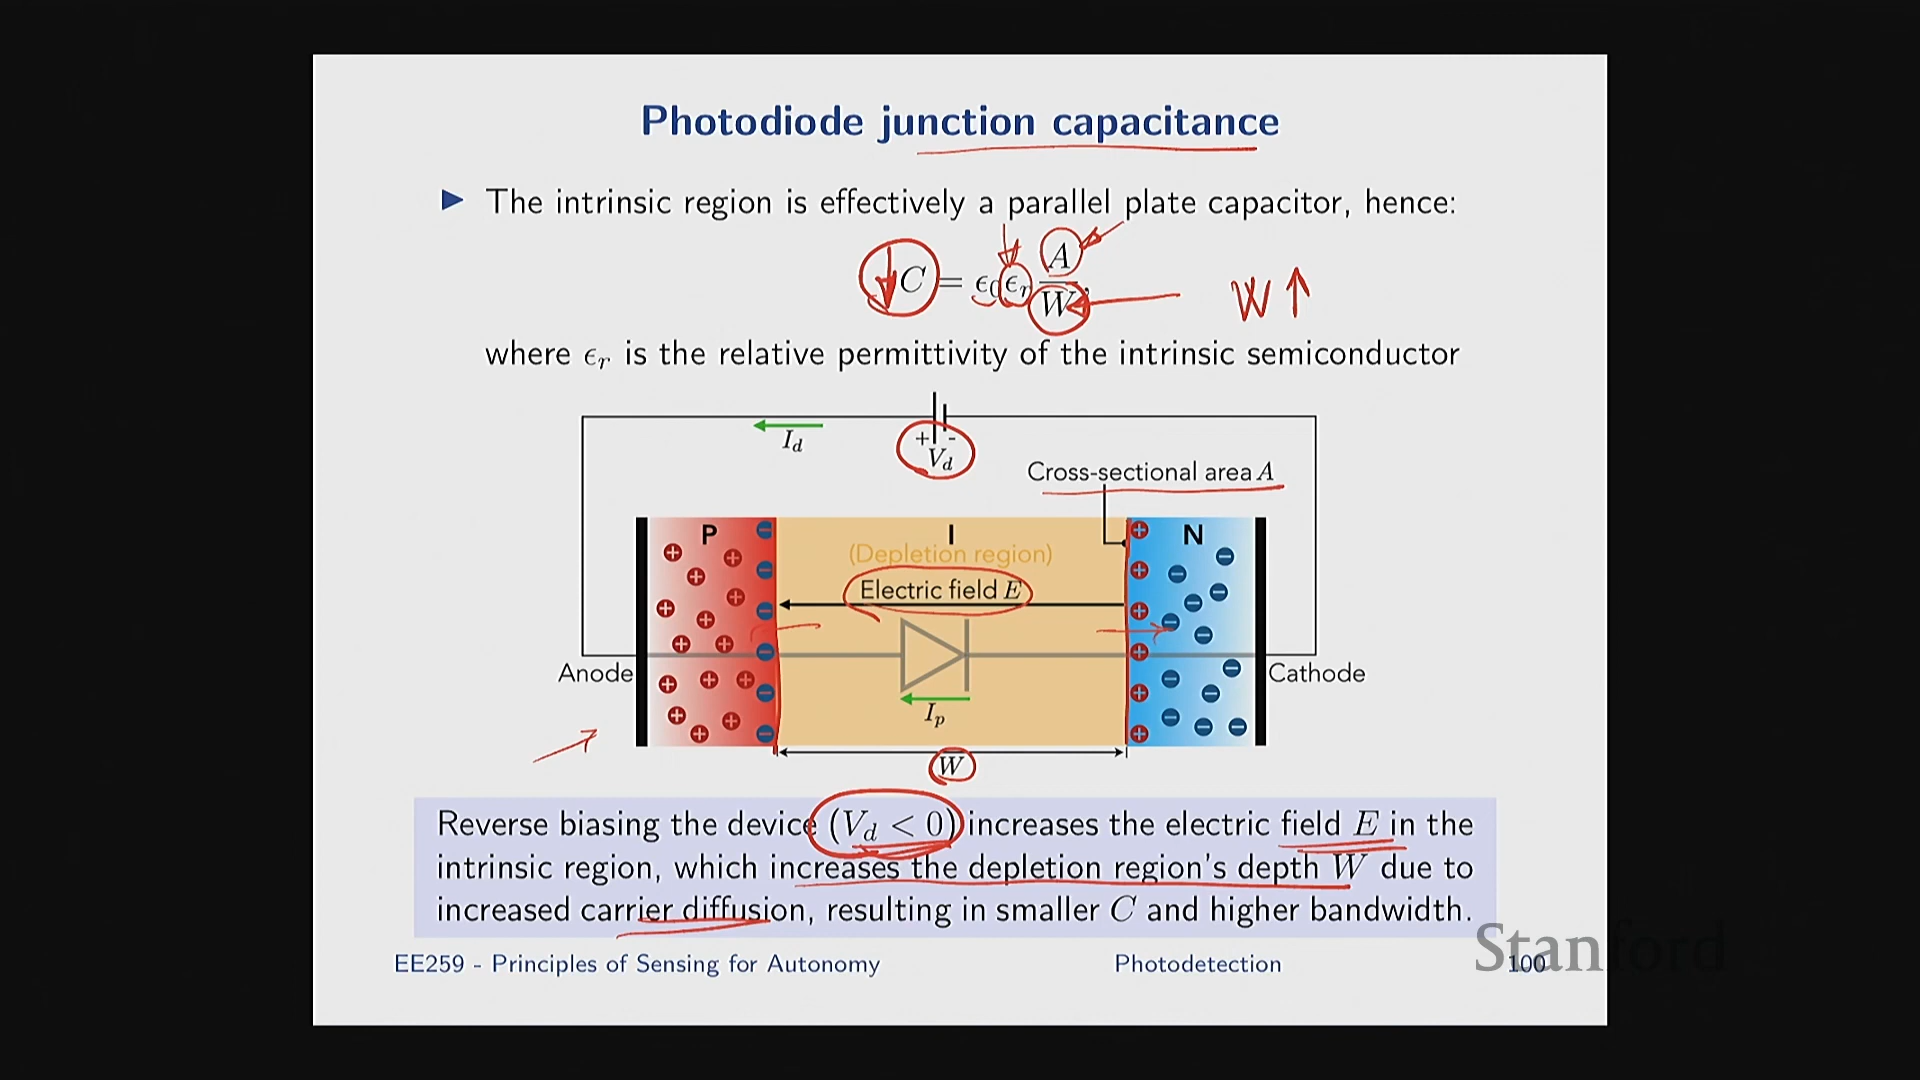 Photodiode junction capacitance
▶ The intrinsic region is effectively a parallel plate capacitor, hence:
C = ϵ0ϵr A/W,
W ↑
where ϵr is the relative permittivity of the intrinsic semiconductor
Id
+ -
Vd
Cross-sectional area A
P
I
N
(Depletion region)
Electric field E
Anode
Cathode
Ip
W
Reverse biasing the device (Vd < 0) increases the electric field E in the
intrinsic region, which increases the depletion region's depth W due to
increased carrier diffusion, resulting in smaller C and higher bandwidth.
EE259 - Principles of Sensing for Autonomy
Photodetection
100
Stanford